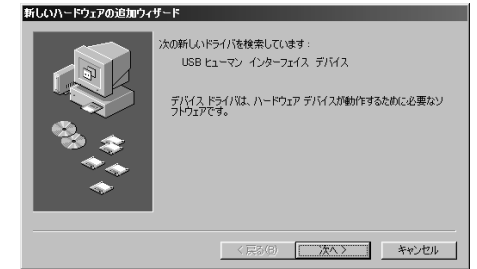 新しいハードウェアの追加ウィザード
次の新しいドライバを検索しています:
USB ヒューマン インターフェイス デバイス
デバイス ドライバは、ハードウェア デバイスが動作するために必要なソ
フトウェアです。
< 戻る(B)
次へ >
キャンセル